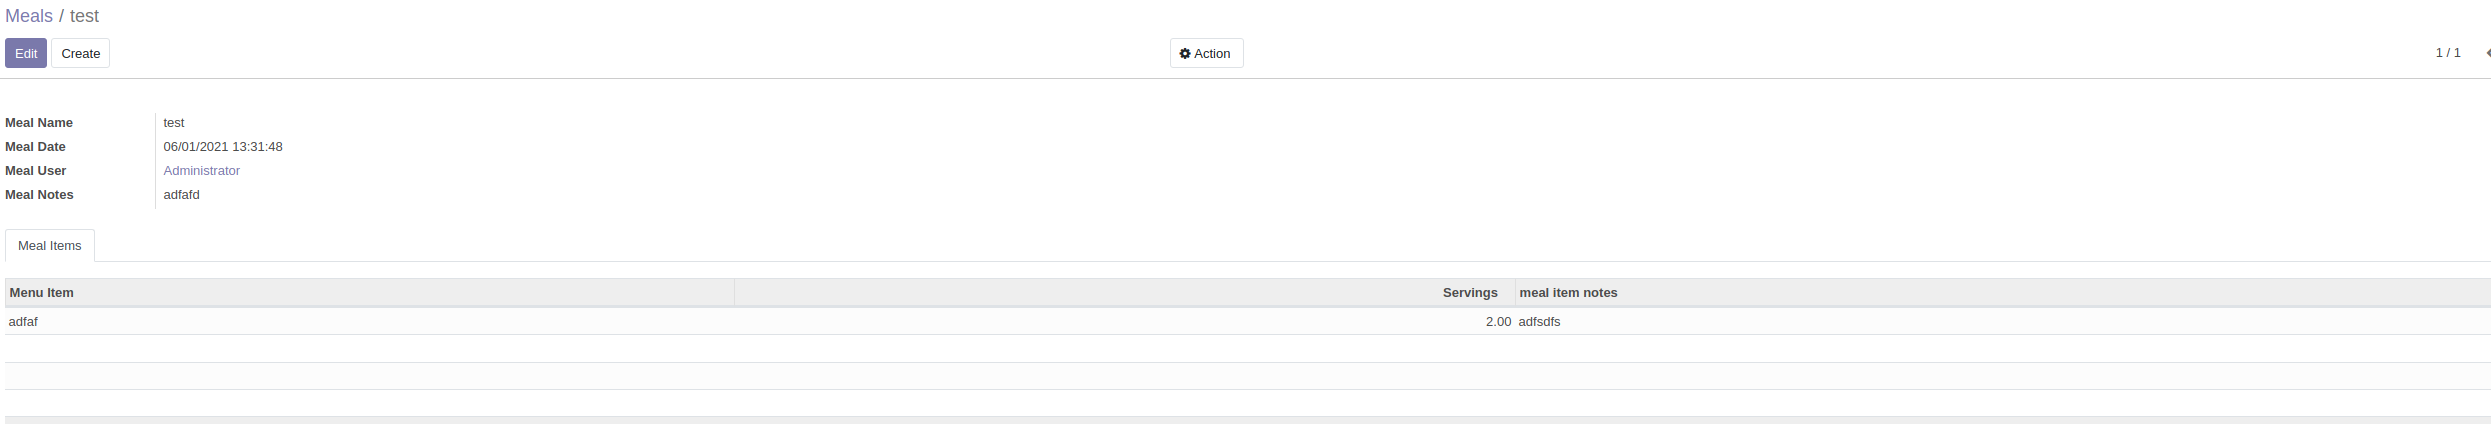 Meals / test
Edit Create Action 1 / 1
Meal Name test
Meal Date 06/01/2021 13:31:48
Meal User Administrator
Meal Notes adfafd
Meal Items
Menu Item Servings meal item notes
adfaf 2.00 adfsdfs